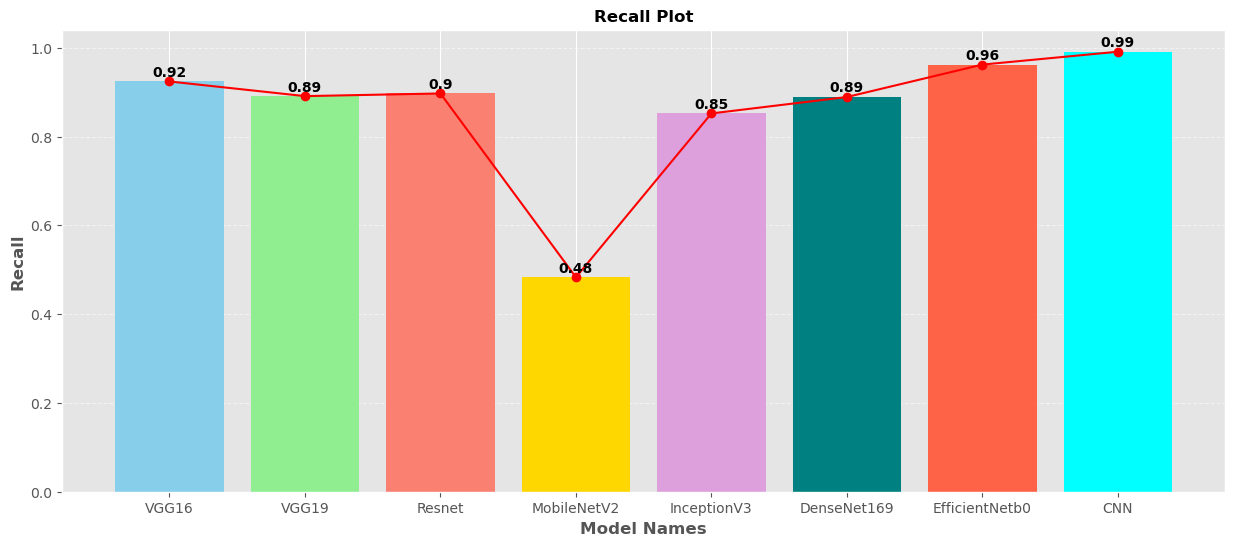 Recall Plot
Recall
1.0
0.8
0.6
0.4
0.2
0.0
0.92
0.89
0.9
0.48
0.85
0.89
0.96
0.99
VGG16
VGG19
Resnet
MobileNetV2
InceptionV3
DenseNet169
EfficientNetb0
CNN
Model Names